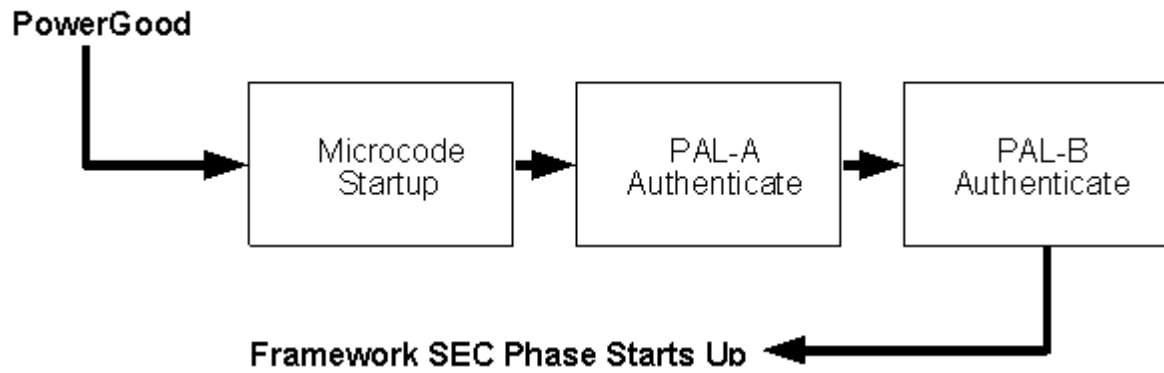 PowerGood
Microcode
Startup
PAL-A
Authenticate
PAL-B
Authenticate
Framework SEC Phase Starts Up